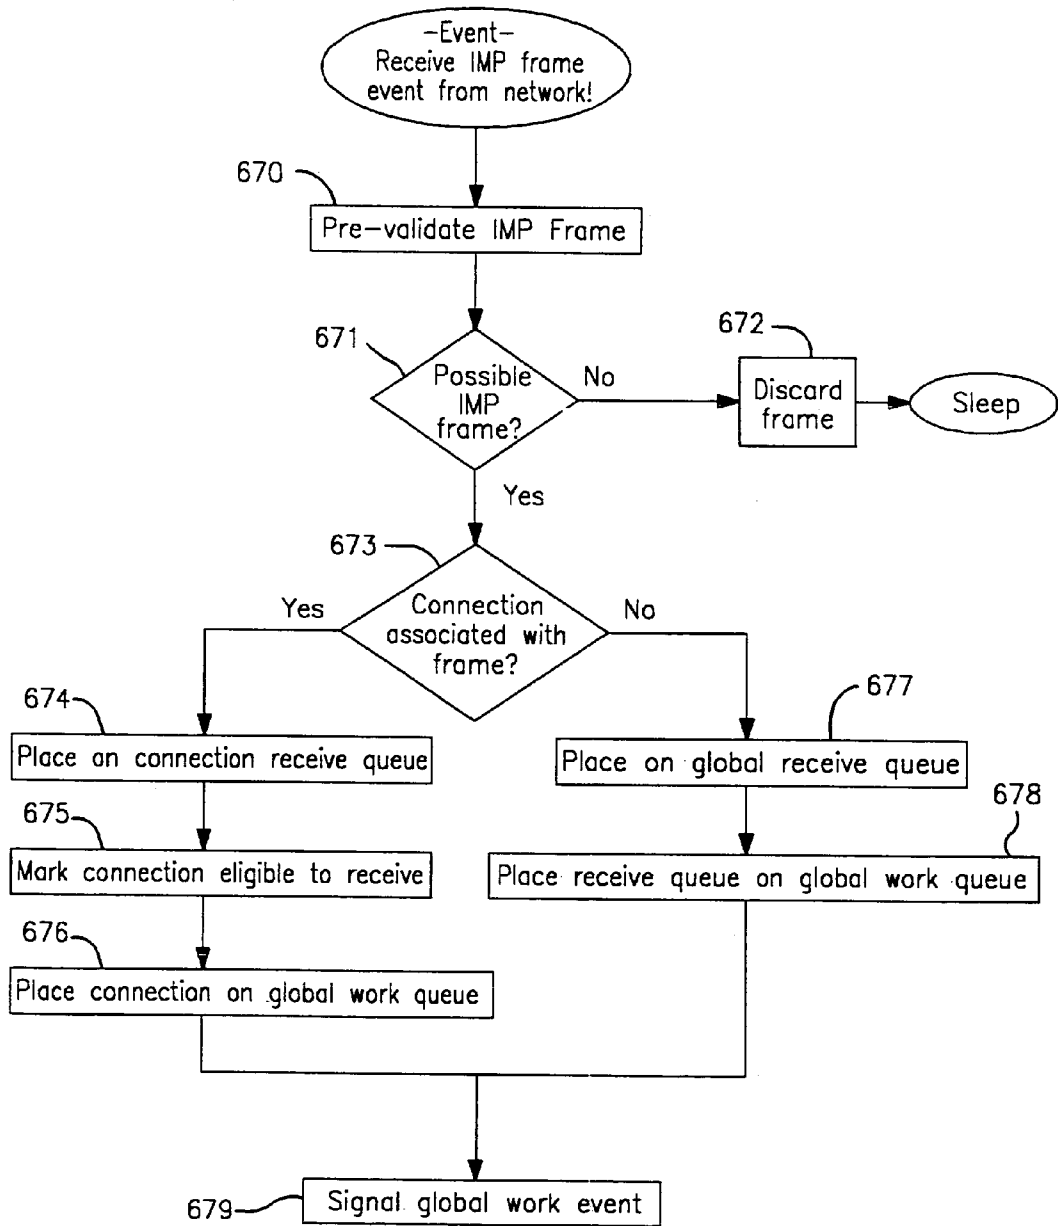 -Event-
Receive IMP frame
event from network!
670
Pre-validate IMP Frame
671
Possible
IMP
frame?
No
672
Discard
frame
Sleep
Yes
673
Connection
associated with
frame?
Yes
No
674
Place an connection receive queue
677
Place on global receive queue
675
Mark connection eligible to receive
678
Place receive queue on global work queue
676
Place connection on global work queue
679
Signal global work event